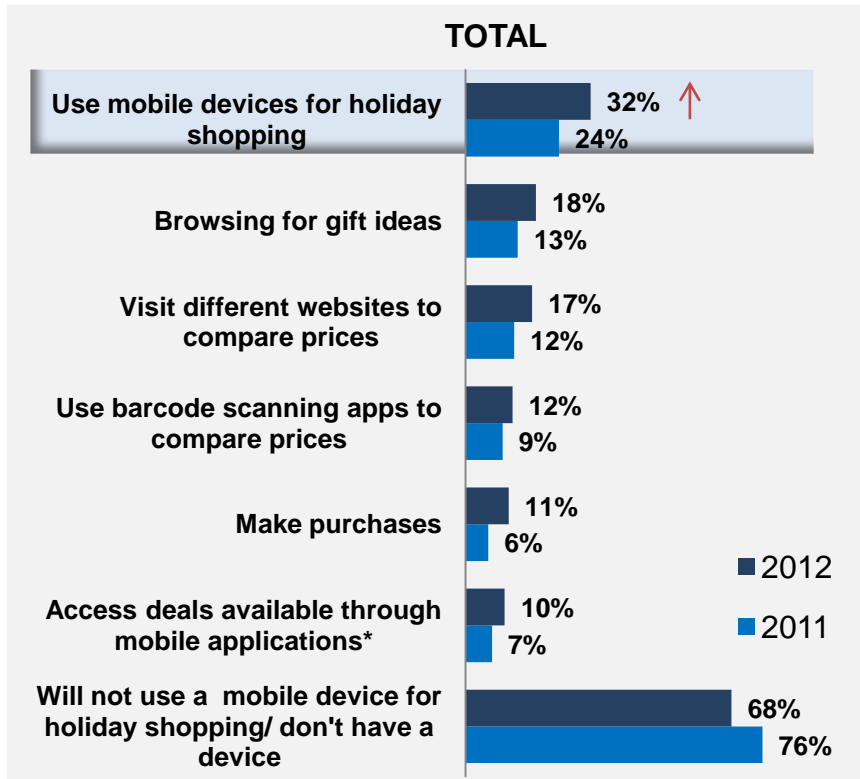 TOTAL
Use mobile devices for holiday
shopping
32%
24%
Browsing for gift ideas
18%
13%
Visit different websites to
compare prices
17%
12%
Use barcode scanning apps to
compare prices
12%
9%
Make purchases
11%
6%
Access deals available through
mobile applications*
10%
7%
Will not use a mobile device for
holiday shopping/ don't have a
device
68%
76%
2012
2011